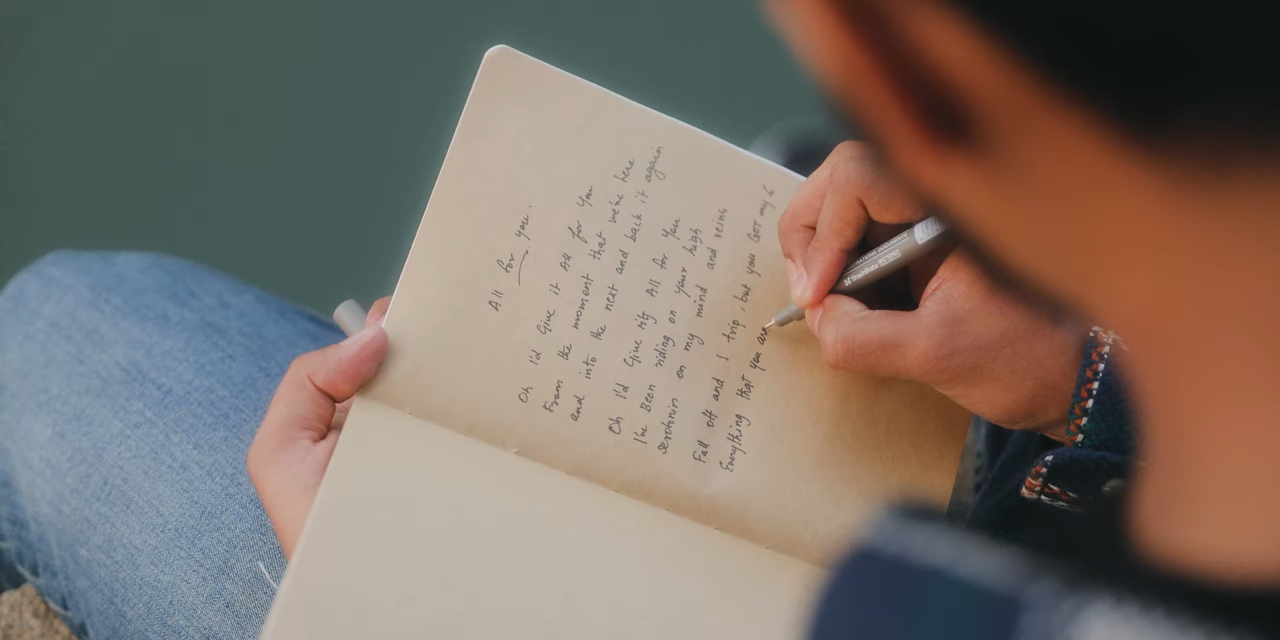 All for you.
Oh I'd Give it All for You
From the moment that we're here
and into the next and back it again
Oh I'd Give it All for You
I've Been riding on your high
Serotonin on my mind and veins
Fall off and I trip, but you Got my
Everything that you are